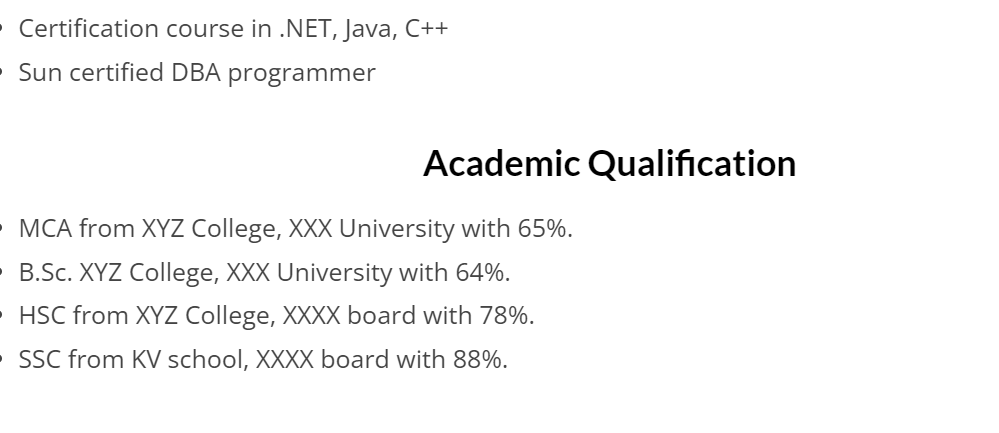 Certification course in .NET, Java, C++
Sun certified DBA programmer
Academic Qualification
MCA from XYZ College, XXX University with 65%.
B.Sc. XYZ College, XXX University with 64%.
HSC from XYZ College, XXXX board with 78%.
SSC from KV school, XXXX board with 88%.